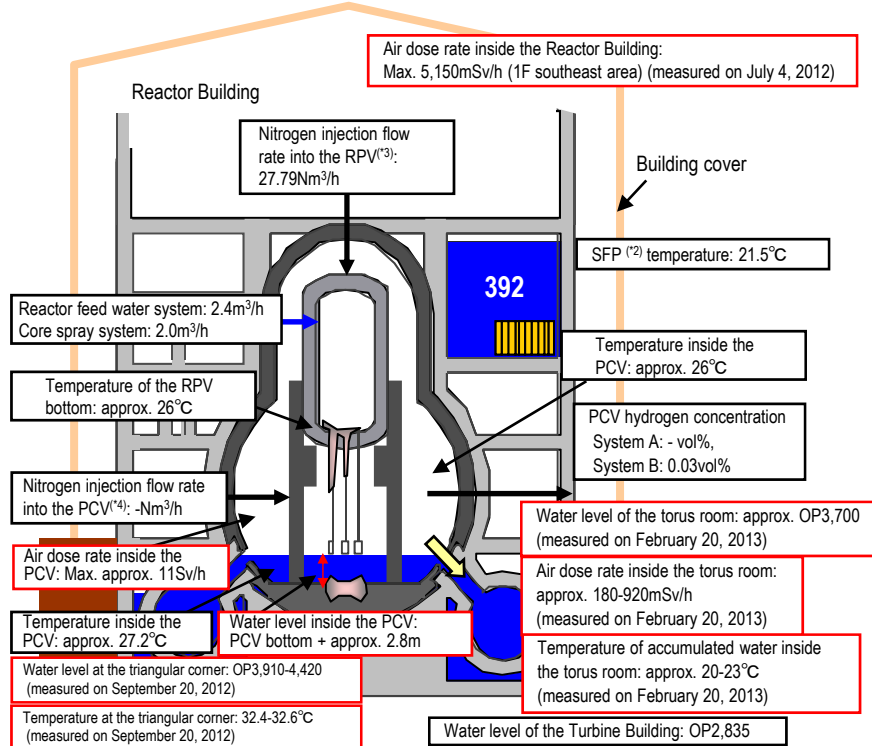 Air dose rate inside the Reactor Building:
Max. 5,150mSv/h (1F southeast area) (measured on July 4, 2012)
Reactor Building
Nitrogen injection flow
rate into the RPV(*3):
27.79Nm3/h
Building cover
SFP (*2) temperature: 21.5℃
392
Reactor feed water system: 2.4m3/h
Core spray system: 2.0m3/h
Temperature inside the
PCV: approx. 26℃
Temperature of the RPV
bottom: approx. 26℃
PCV hydrogen concentration
System A: - vol%,
System B: 0.03vol%
Nitrogen injection flow rate
into the PCV(*4): -Nm3/h
Water level of the torus room: approx. OP3,700
(measured on February 20, 2013)
Air dose rate inside the
PCV: Max. approx. 11Sv/h
Air dose rate inside the torus room:
approx. 180-920mSv/h
(measured on February 20, 2013)
Temperature inside the
PCV: approx. 27.2℃
Water level inside the PCV:
PCV bottom + approx. 2.8m
Temperature of accumulated water inside
the torus room: approx. 20-23℃
(measured on February 20, 2013)
Water level at the triangular corner: OP3,910-4,420
(measured on September 20, 2012)
Temperature at the triangular corner: 32.4-32.6℃
(measured on September 20, 2012)
Water level of the Turbine Building: OP2,835